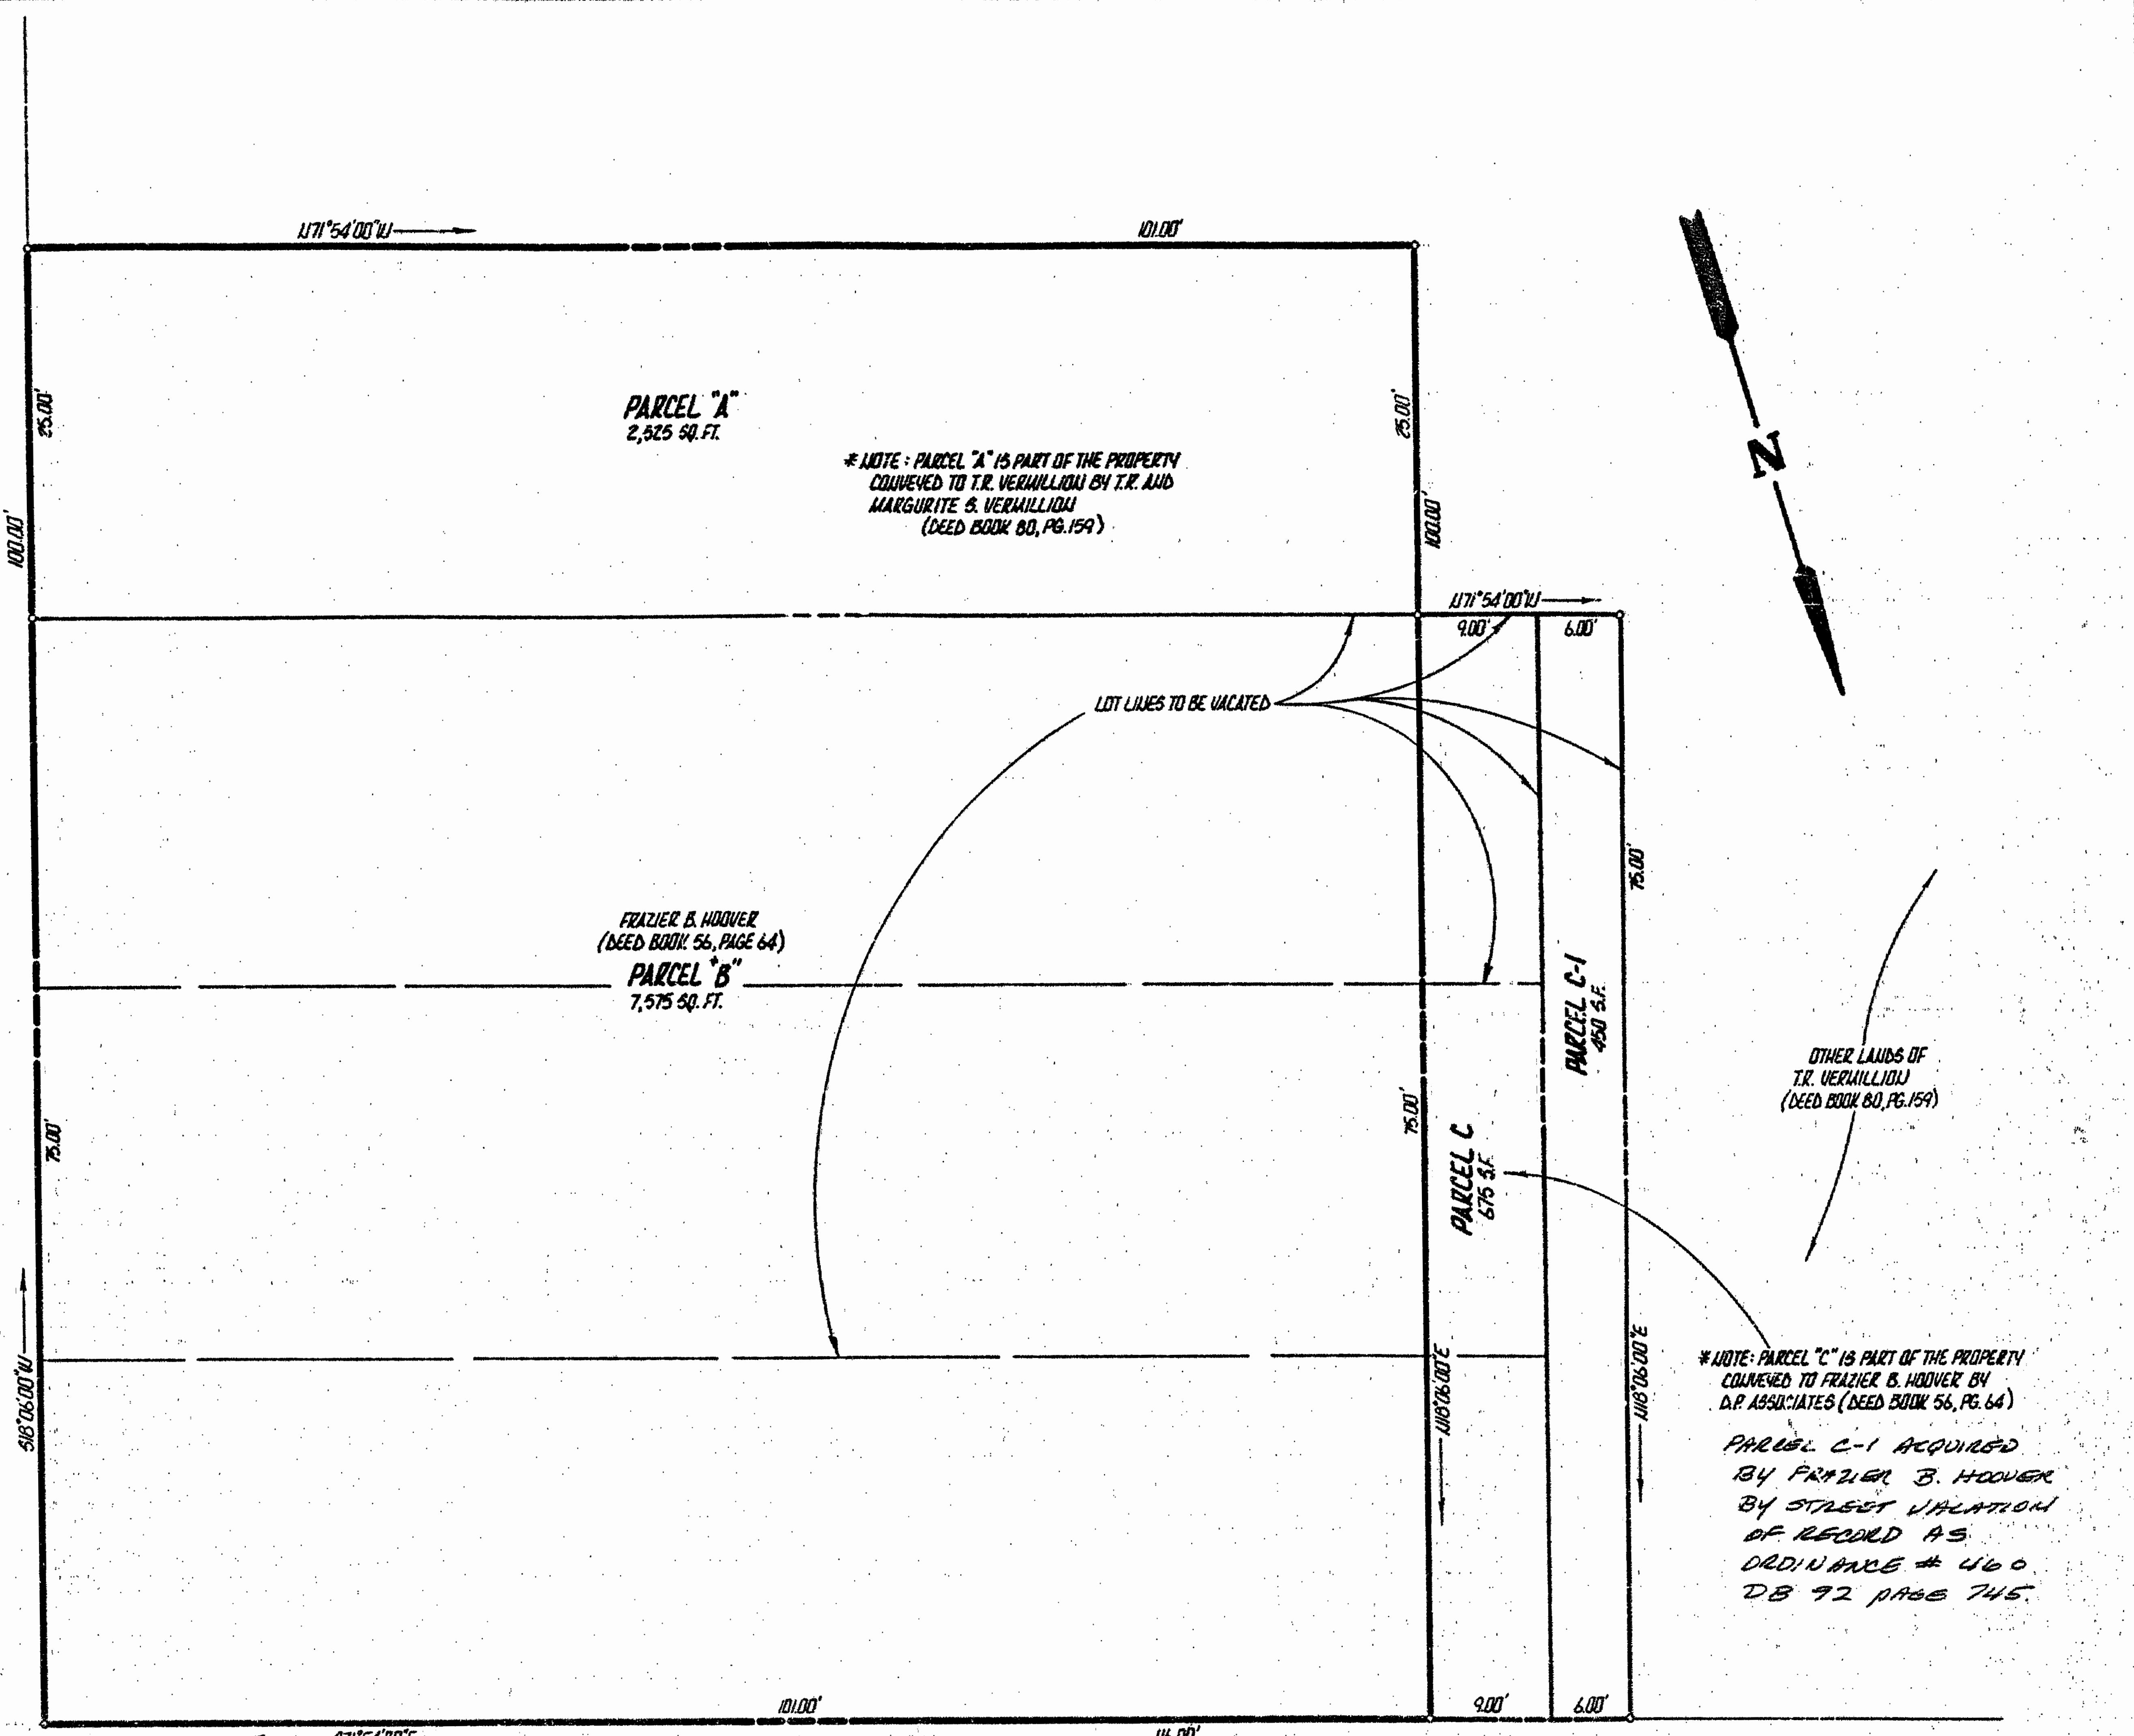 N71°54'00"W
101.00'
25.00'
100.00'
PARCEL "A"
2,525 SQ. FT.
* NOTE: PARCEL "A" IS PART OF THE PROPERTY
CONVEYED TO T.R. VERMILLION BY T.R. AND
MARGURITE S. VERMILLION
(DEED BOOK 80, PG.159)
25.00'
100.00'
N
N71°54'00"W
9.00'
6.00'
LOT LINES TO BE VACATED
75.00'
FRAZIER B. HOOVER
(DEED BOOK 56, PAGE 64)
PARCEL "B"
7,575 SQ. FT.
PARCEL C-1
450 S.F.
OTHER LANDS OF
T.R. VERMILLION
(DEED BOOK 80, PG.159)
75.00'
75.00'
PARCEL C
675 S.F.
S18°06'00"W
N18°06'00"E
N18°06'00"E
* NOTE: PARCEL "C" IS PART OF THE PROPERTY
CONVEYED TO FRAZIER B. HOOVER BY
D.P. ASSOCIATES (DEED BOOK 56, PG. 64)
PARCEL C-1 ACQUIRED
BY FRAZIER B. HOOVER
BY STREET VACATION
OF RECORD AS
ORDINANCE # 460
DB 92 PAGE 745.
101.00'
9.00'
6.00'